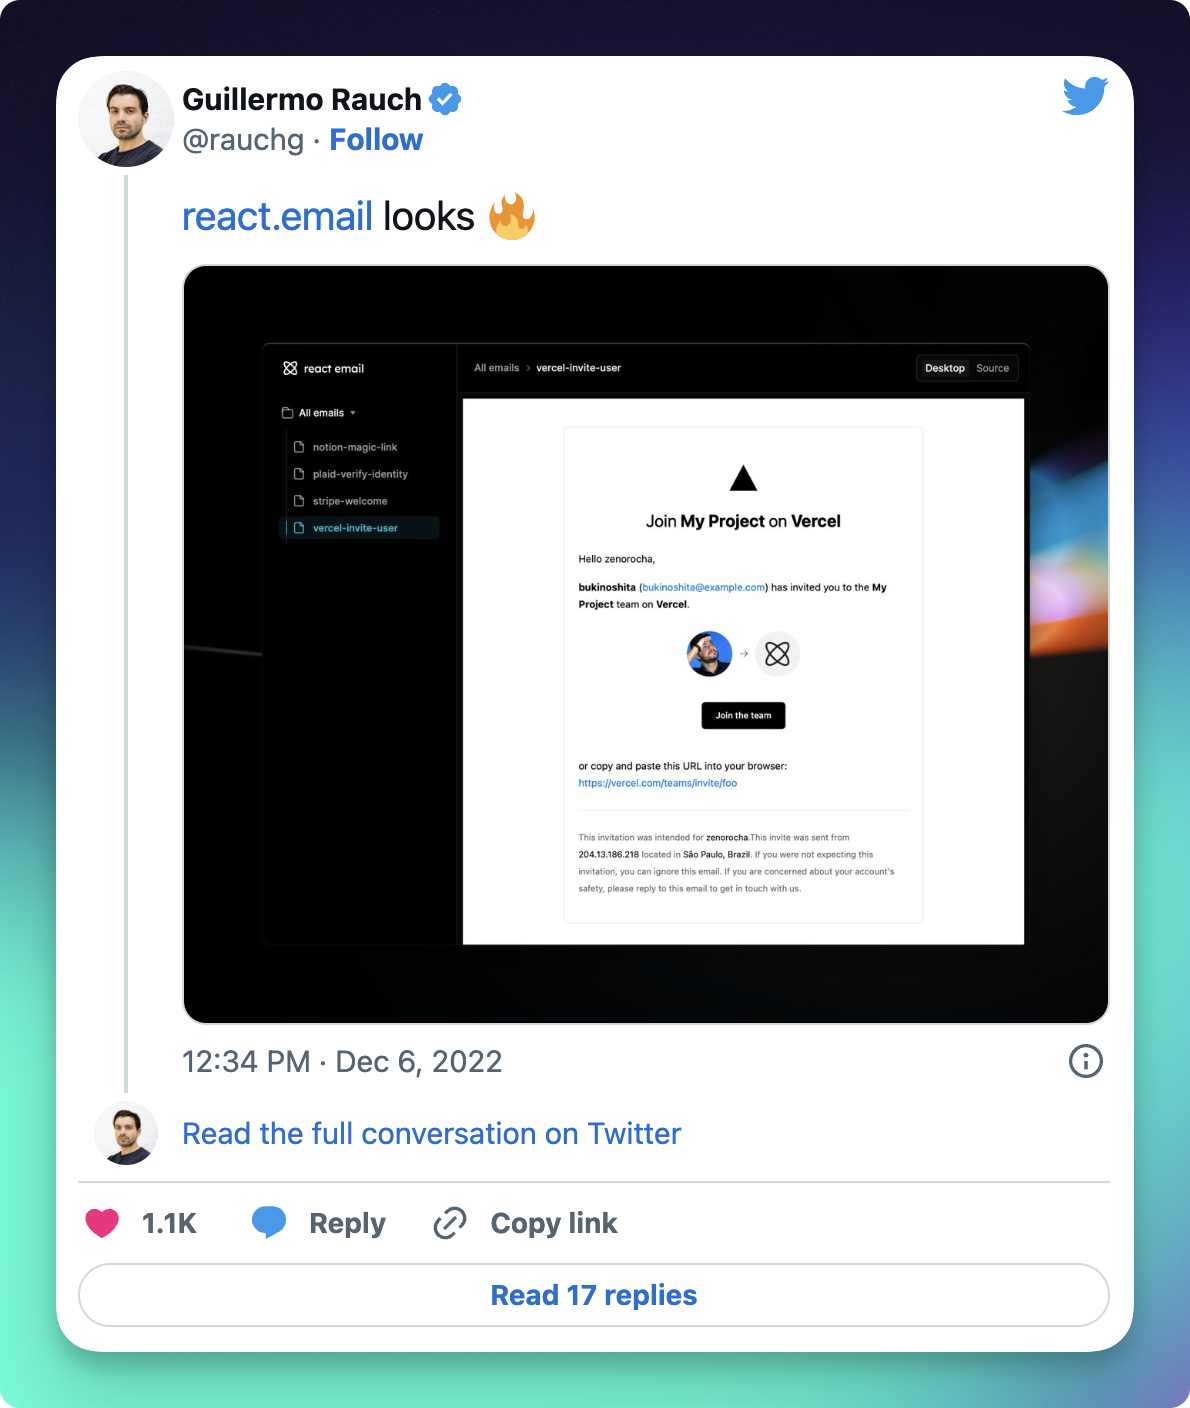 Guillermo Rauch
@rauchg · Follow
react.email looks 🔥
react email
All emails
notion-magic-link
plaid-verify-identity
stripe-welcome
vercel-invite-user
All emails > vercel-invite-user
Desktop Source
Join My Project on Vercel
Hello zenorocha,
bukinoshita (bukinoshita@example.com) has invited you to the My
Project team on Vercel.
Join the team
or copy and paste this URL into your browser:
https://vercel.com/teams/invite/foo
This invitation was intended for zenorocha.This invite was sent from
204.13.186.218 located in São Paulo, Brazil. If you were not expecting this
invitation, you can ignore this email. If you are concerned about your account's
safety, please reply to this email to get in touch with us.
12:34 PM · Dec 6, 2022
Read the full conversation on Twitter
1.1K Reply Copy link
Read 17 replies